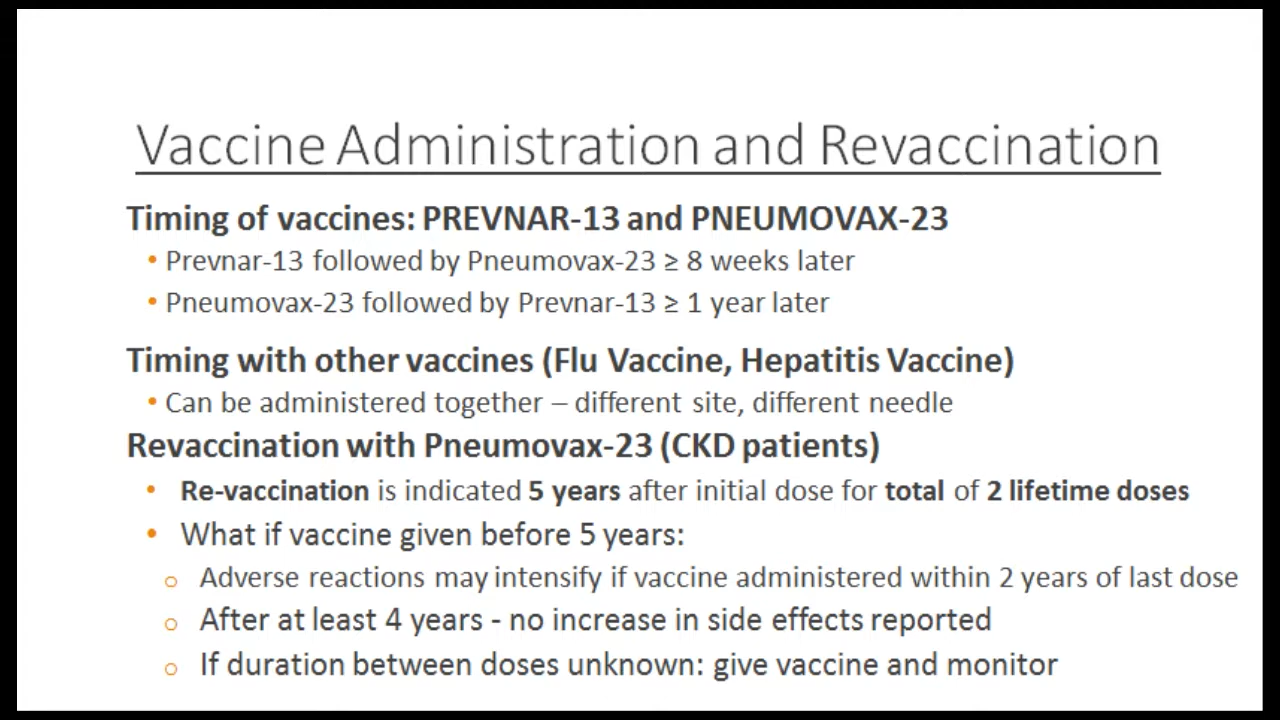 Vaccine Administration and Revaccination
Timing of vaccines: PREVNAR-13 and PNEUMOVAX-23
• Prevnar-13 followed by Pneumovax-23 ≥ 8 weeks later
• Pneumovax-23 followed by Prevnar-13 ≥ 1 year later
Timing with other vaccines (Flu Vaccine, Hepatitis Vaccine)
• Can be administered together – different site, different needle
Revaccination with Pneumovax-23 (CKD patients)
• Re-vaccination is indicated 5 years after initial dose for total of 2 lifetime doses
• What if vaccine given before 5 years:
o Adverse reactions may intensify if vaccine administered within 2 years of last dose
o After at least 4 years - no increase in side effects reported
o If duration between doses unknown: give vaccine and monitor